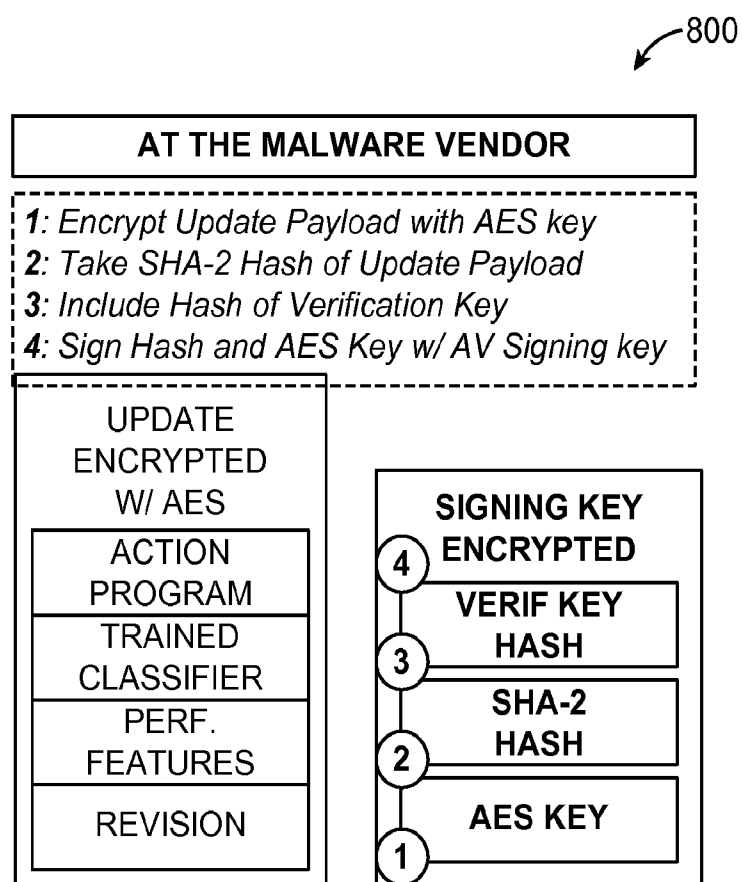 800
AT THE MALWARE VENDOR
1: Encrypt Update Payload with AES key
2: Take SHA-2 Hash of Update Payload
3: Include Hash of Verification Key
4: Sign Hash and AES Key w/ AV Signing key
UPDATE
ENCRYPTED
W/ AES
ACTION
PROGRAM
TRAINED
CLASSIFIER
PERF.
FEATURES
REVISION
SIGNING KEY
ENCRYPTED
4
VERIF KEY
HASH
3
SHA-2
HASH
2
AES KEY
1